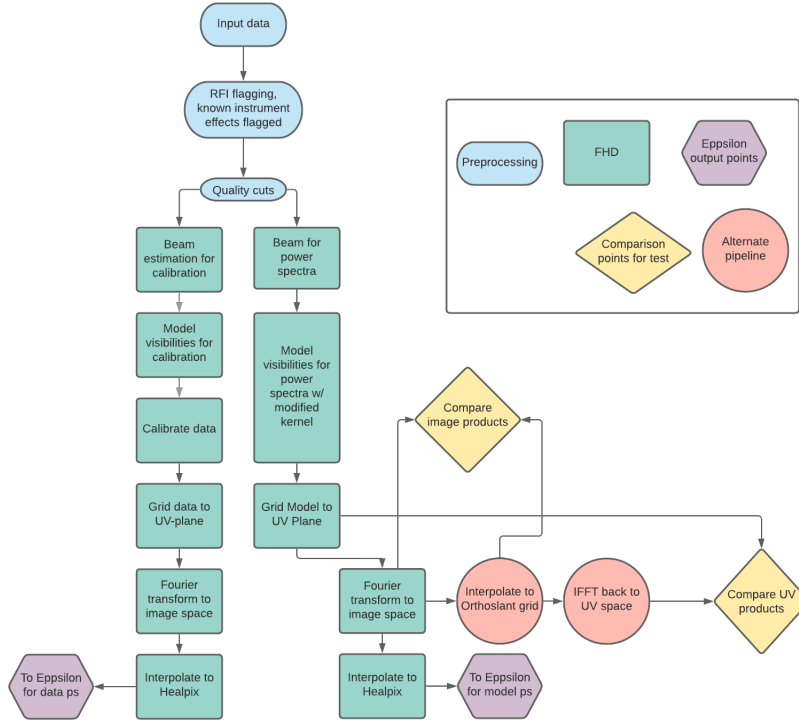 Input data
RFI flagging,
known instrument
effects flagged
Quality cuts
Preprocessing
FHD
Eppsilon
output points
Comparison
points for test
Alternate
pipeline
Beam
estimation for
calibration
Beam for
power
spectra
Model
visibilities for
calibration
Model
visibilities for
power
spectra w/
modified
kernel
Calibrate data
Compare
image products
Grid data to
UV-plane
Grid Model to
UV Plane
Fourier
transform to
image space
Fourier
transform to
image space
Interpolate to
Orthoslant grid
IFFT back to
UV space
Compare UV
products
To Eppsilon
for data ps
Interpolate to
Healpix
Interpolate to
Healpix
To Eppsilon
for model ps